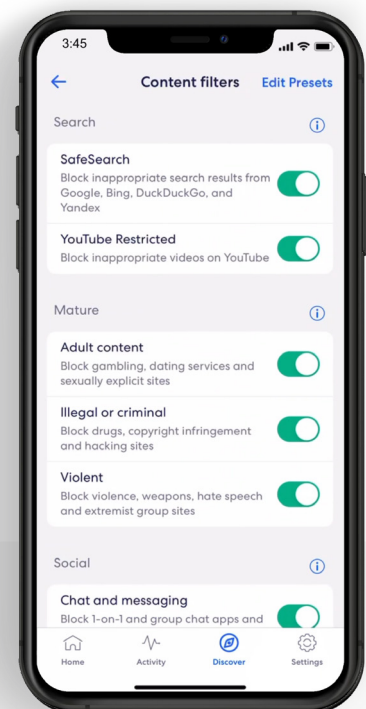 3:45
Content filters Edit Presets
Search
SafeSearch
Block inappropriate search results from
Google, Bing, DuckDuckGo, and
Yandex
YouTube Restricted
Block inappropriate videos on YouTube
Mature
Adult content
Block gambling, dating services and
sexually explicit sites
Illegal or criminal
Block drugs, copyright infringement
and hacking sites
Violent
Block violence, weapons, hate speech
and extremist group sites
Social
Chat and messaging
Block 1-on-1 and group chat apps and
Home Activity Discover Settings